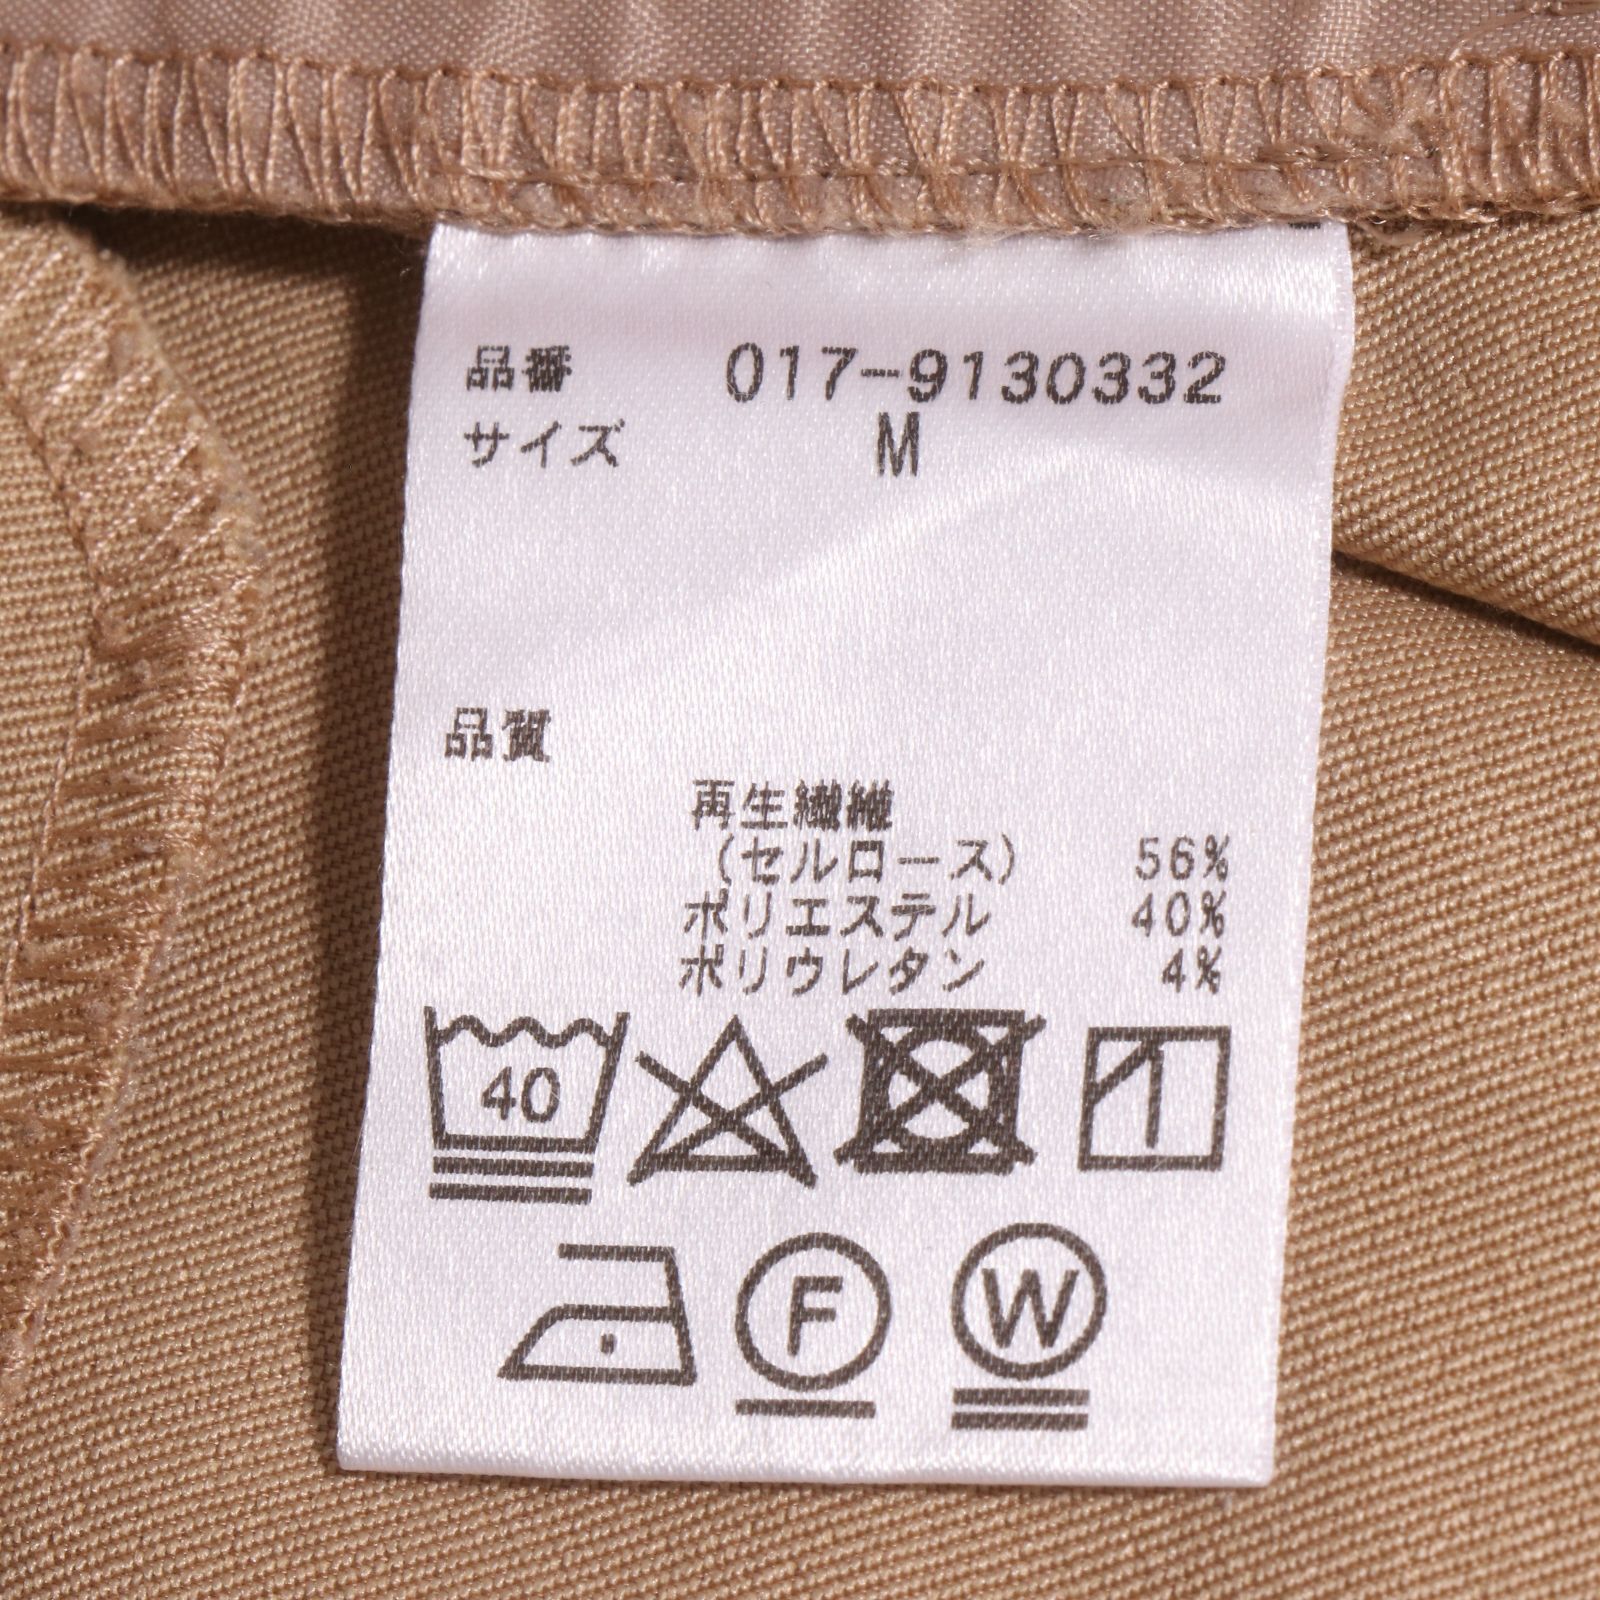 品番 017-9130332
サイズ M
品質
再生繊維
(セルロース) 56%
ポリエステル 40%
ポリウレタン 4%
40
F W